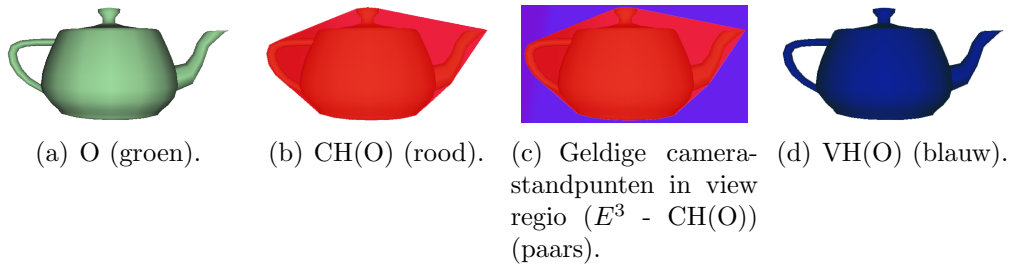 (a) O (groen).
(b) CH(O) (rood).
(c) Geldige camera-
standpunten in view
regio (E³ - CH(O))
(paars).
(d) VH(O) (blauw).